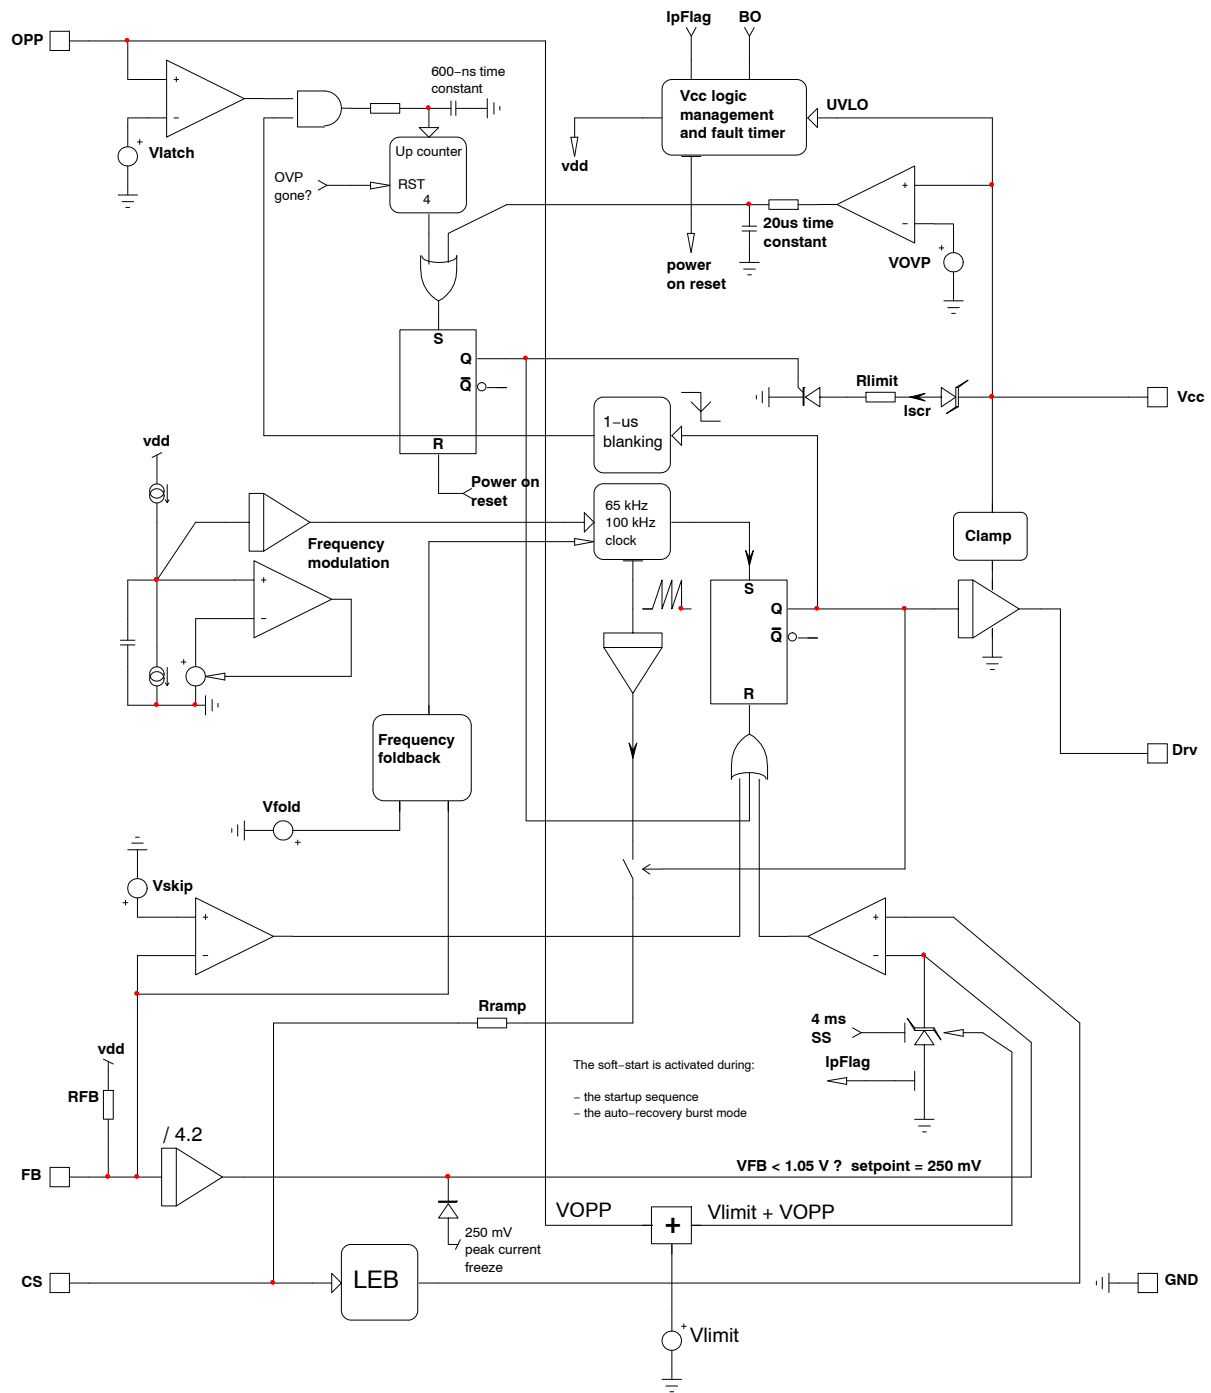 IpFlag
BO
OPP
600−ns time
constant
+
−
+
Vlatch
Vcc logic
management
and fault timer
UVLO
vdd
Up counter
OVP
gone?
RST
4
+
−
20us time
constant
+
VOVP
power
on reset
S
Q
Q
R
Rlimit
Iscr
Vcc
1−us
blanking
vdd
Power on
reset
65 kHz
100 kHz
clock
Clamp
Frequency
modulation
+
−
+
S
Q
Q
R
Frequency
foldback
Drv
Vfold
+
Vskip
+
+
−
+
−
Rramp
4 ms
SS
IpFlag
vdd
RFB
The soft−start is activated during:
− the startup sequence
− the auto−recovery burst mode
/ 4.2
FB
VFB < 1.05 V ? setpoint = 250 mV
VOPP
+
Vlimit + VOPP
250 mV
peak current
freeze
CS
LEB
GND
+
Vlimit